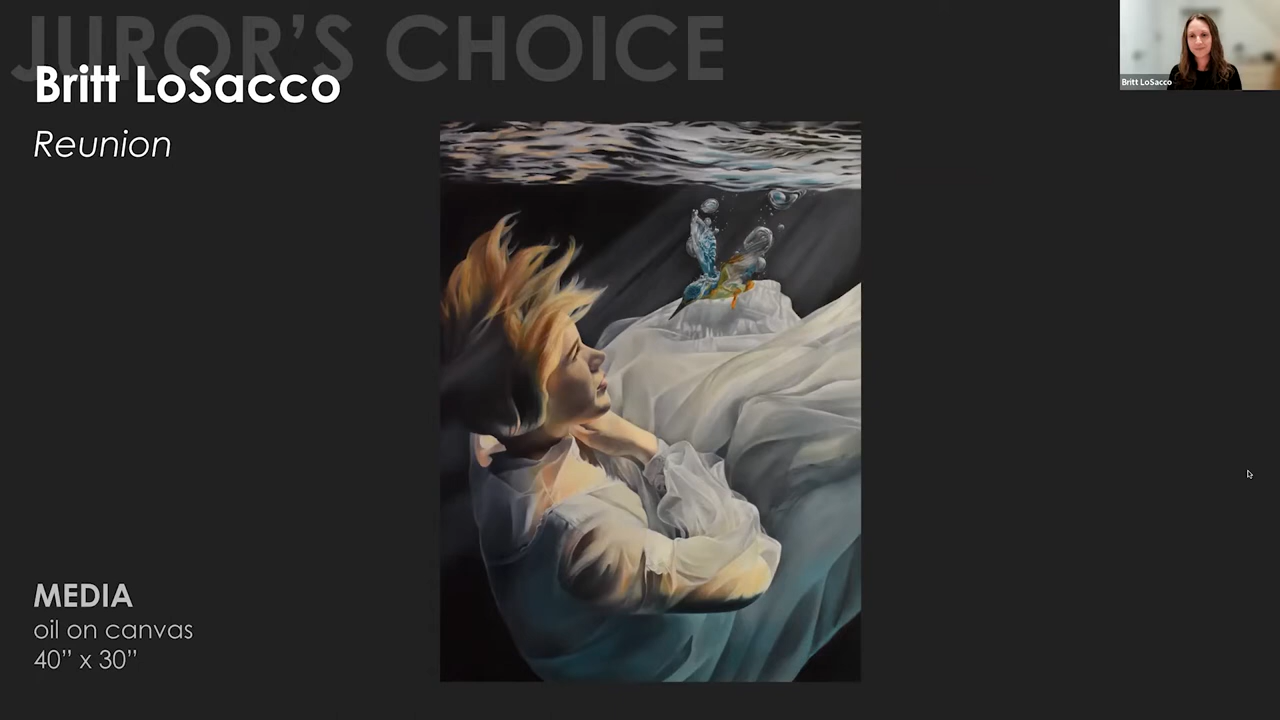 JUROR'S CHOICE
Britt LoSacco
Reunion
Britt LoSacco
MEDIA
oil on canvas
40” x 30”